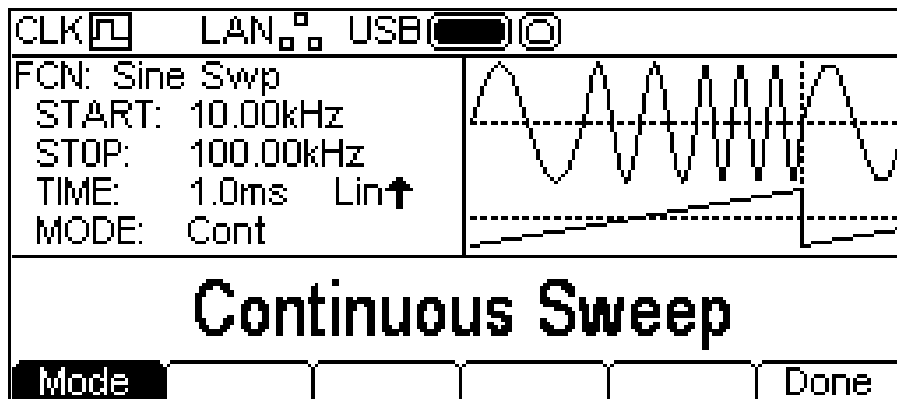 CLK LAN USB
FCN: Sine Swp
START: 10.00kHz
STOP: 100.00kHz
TIME: 1.0ms Lin↑
MODE: Cont
Continuous Sweep
Mode Done